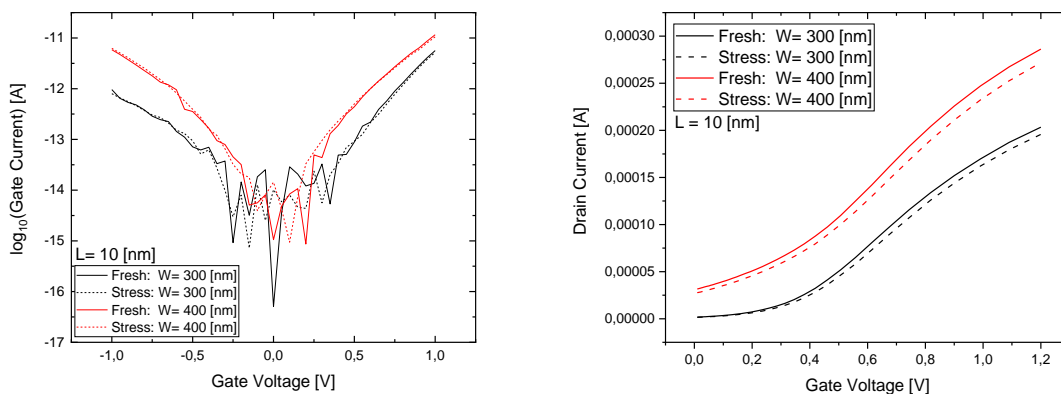 log10(Gate Current) [A]
-11
-12
-13
-14
-15
-16
-17
L= 10 [nm]
Fresh: W= 300 [nm]
Stress: W= 300 [nm]
Fresh: W= 400 [nm]
Stress: W= 400 [nm]
-1,0
-0,5
0,0
0,5
1,0
Gate Voltage [V]
Drain Current [A]
0,00030
0,00025
0,00020
0,00015
0,00010
0,00005
0,00000
Fresh: W= 300 [nm]
Stress: W= 300 [nm]
Fresh: W= 400 [nm]
Stress: W= 400 [nm]
L = 10 [nm]
0,0
0,2
0,4
0,6
0,8
1,0
1,2
Gate Voltage [V]